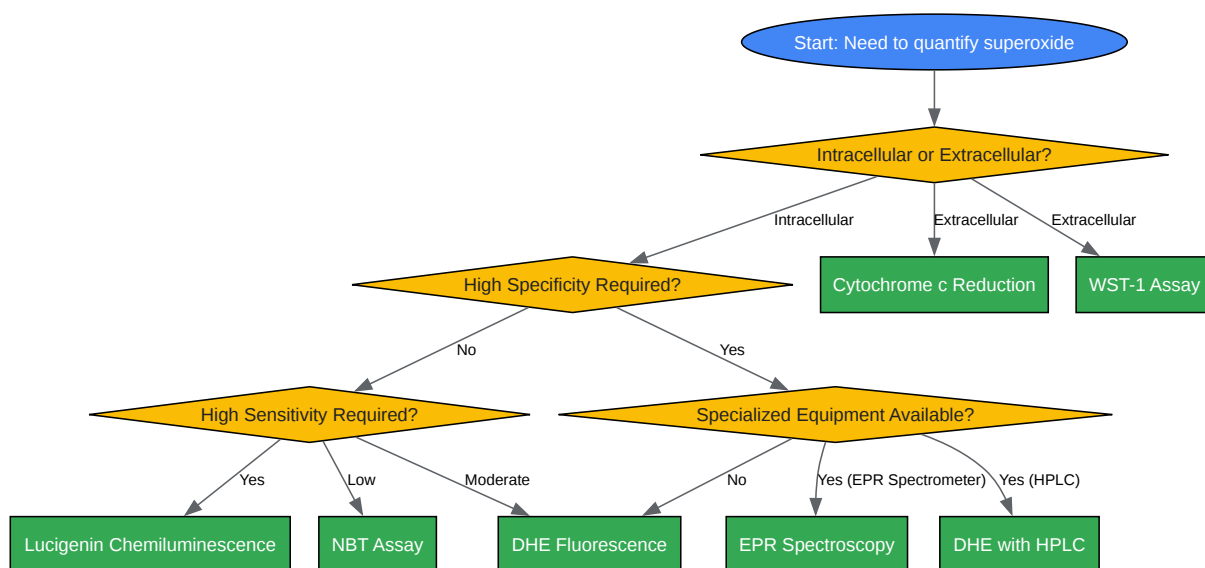 Start: Need to quantify superoxide
Intracellular or Extracellular?
Intracellular
Extracellular
Extracellular
High Specificity Required?
Cytochrome c Reduction
WST-1 Assay
No
Yes
High Sensitivity Required?
Specialized Equipment Available?
Yes
Low
Moderate
No
Yes (EPR Spectrometer)
Yes (HPLC)
Lucigenin Chemiluminescence
NBT Assay
DHE Fluorescence
EPR Spectroscopy
DHE with HPLC